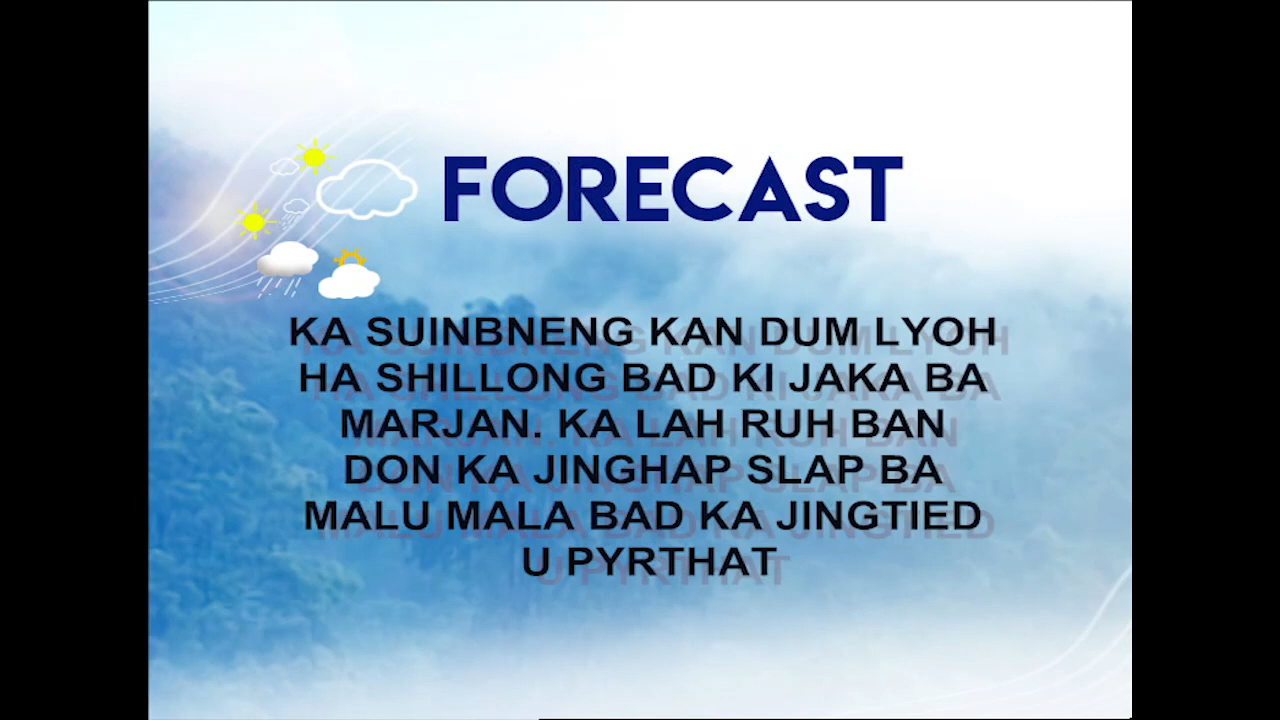 FORECAST
KA SUINBNENG KAN DUM LYOH
HA SHILLONG BAD KI JAKA BA
MARJAN. KA LAH RUH BAN
DON KA JINGHAP SLAP BA
MALU MALA BAD KA JINGTIED
U PYRTHAT